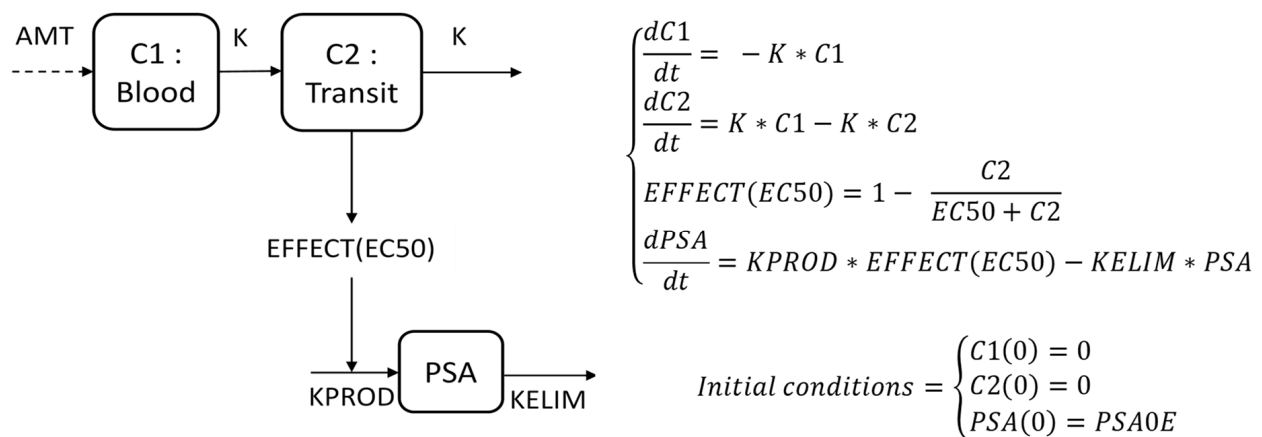 AMT
C1 :
Blood
K
C2 :
Transit
K
EFFECT(EC50)
KPROD
PSA
KELIM
dC1
dt
= - K * C1
dC2
dt
= K * C1 - K * C2
EFFECT(EC50) = 1 - C2
EC50 + C2
dPSA
dt
= KPROD * EFFECT(EC50) - KELIM * PSA
Initial conditions =
C1(0) = 0
C2(0) = 0
PSA(0) = PSA0E